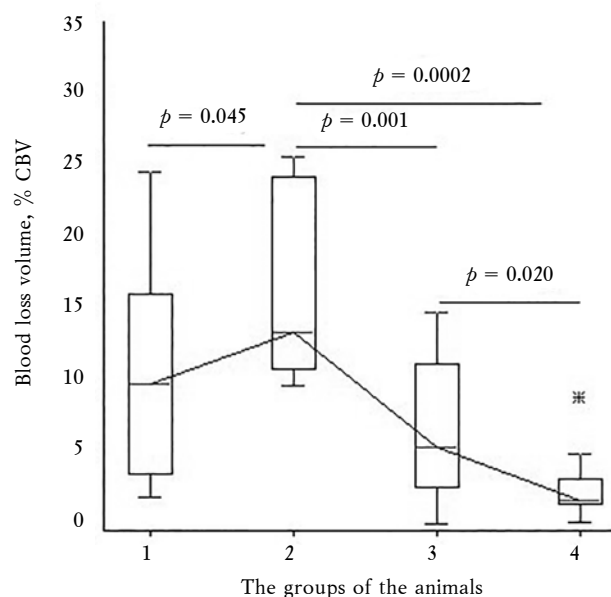 35
30
25
20
15
10
5
0
Blood loss volume, % CBV
p = 0.0002
p = 0.045
p = 0.001
p = 0.020
1 2 3 4
The groups of the animals